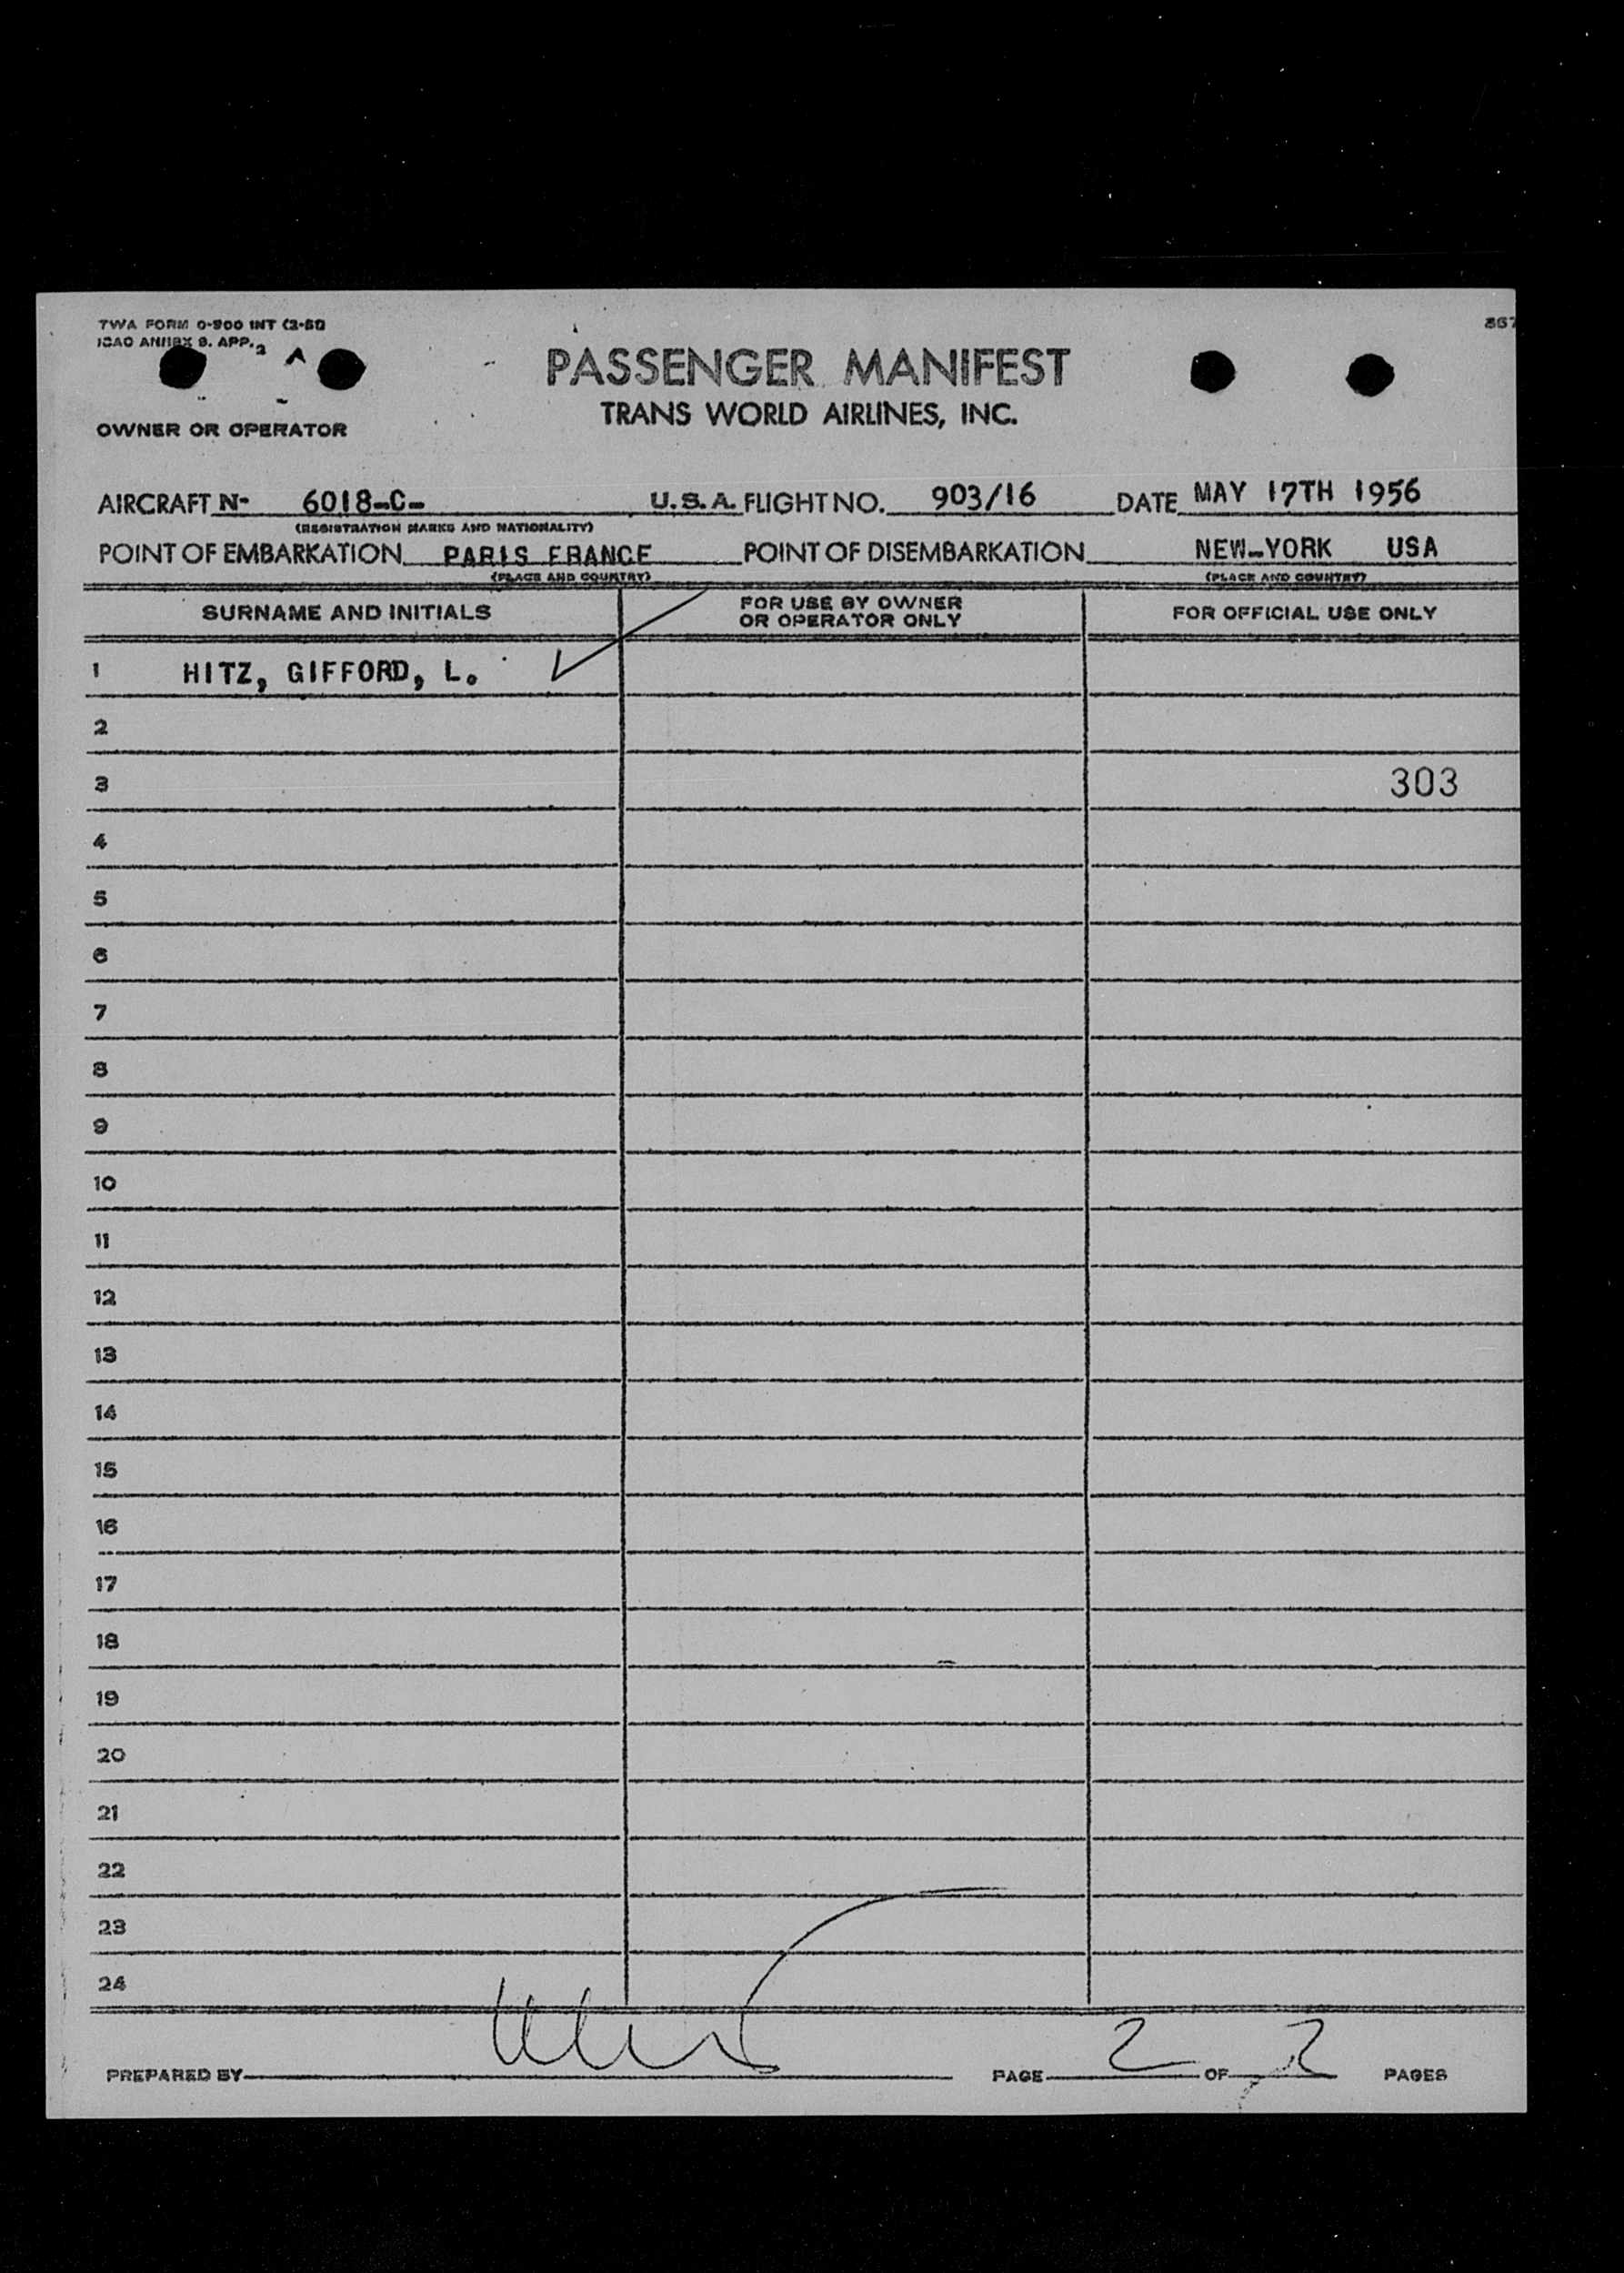 TWA FORM 0-900 INT (2-51)
ICAO ANNEX 9. APP. 2
367
PASSENGER MANIFEST
TRANS WORLD AIRLINES, INC.
OWNER OR OPERATOR
AIRCRAFT N- 6018-C- U.S.A. FLIGHT NO. 903/16 DATE MAY 17TH 1956
(REGISTRATION MARKS AND NATIONALITY)
POINT OF EMBARKATION PARIS FRANCE POINT OF DISEMBARKATION NEW-YORK USA
(PLACE AND COUNTRY) (PLACE AND COUNTRY)
SURNAME AND INITIALS FOR USE BY OWNER OR OPERATOR ONLY FOR OFFICIAL USE ONLY
1 HITZ, GIFFORD, L.
2
3 303
4
5
6
7
8
9
10
11
12
13
14
15
16
17
18
19
20
21
22
23
24
PREPARED BY PAGE 2 OF 2 PAGES